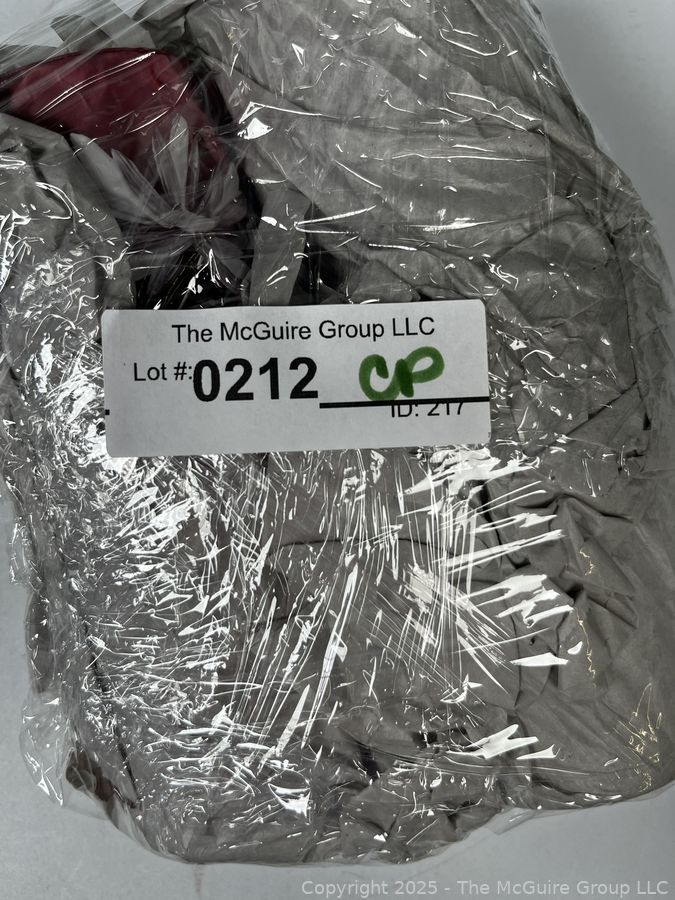 The McGuire Group LLC
Lot #: 0212 CP
ID: 217
Copyright 2025 - The McGuire Group LLC